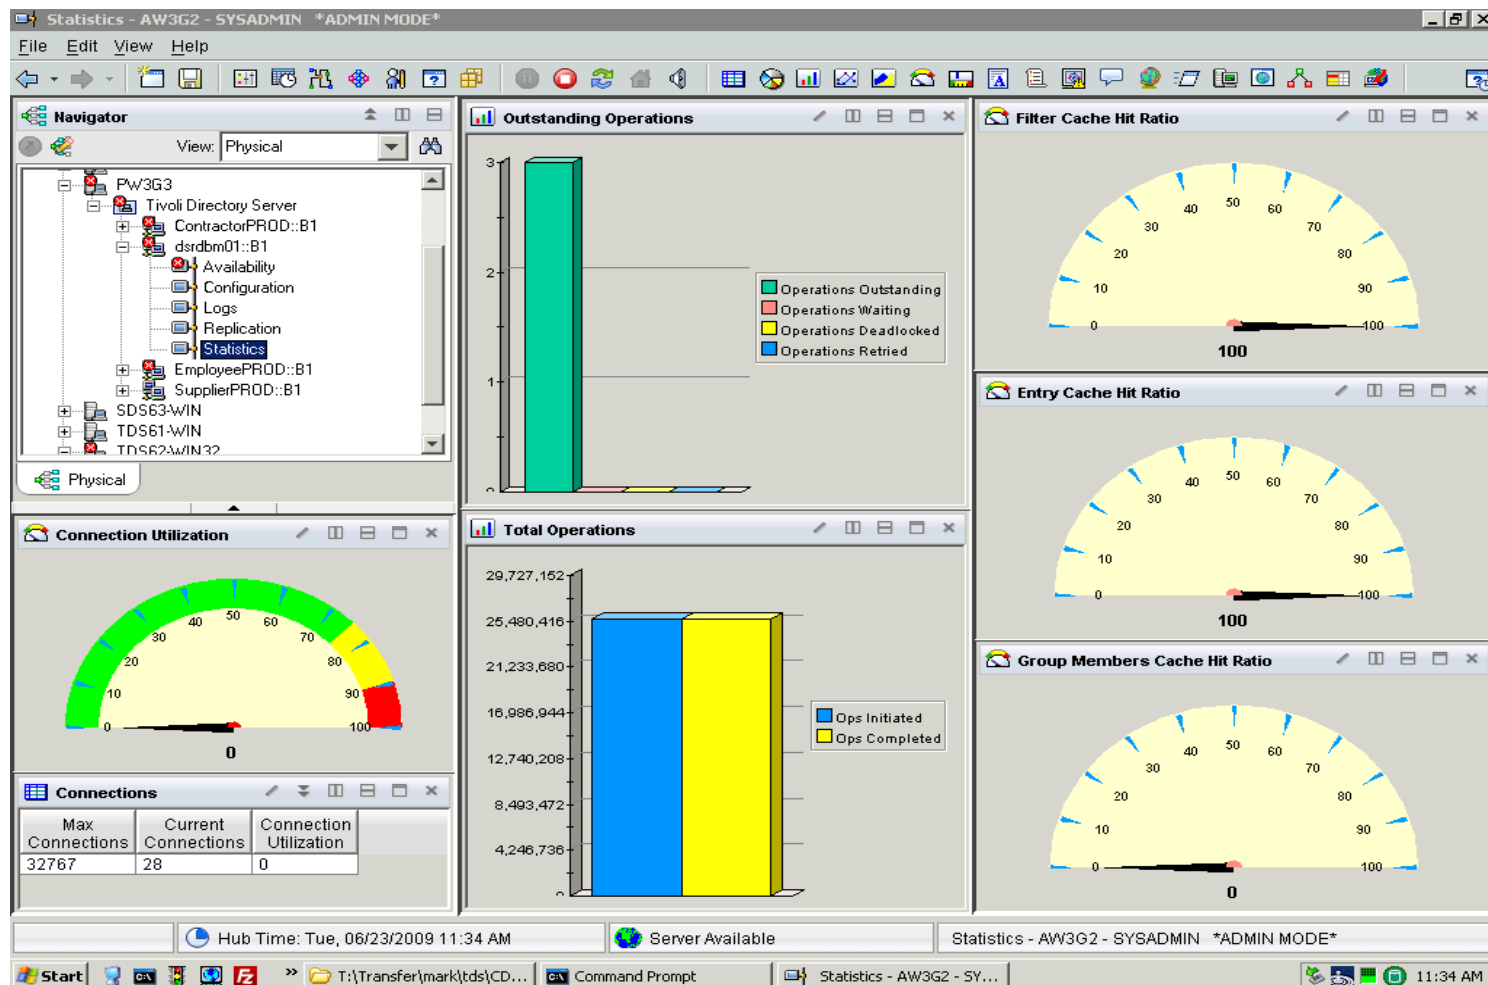 Statistics - AW3G2 - SYSADMIN *ADMIN MODE*
File Edit View Help
Navigator
View: Physical
PW3G3
Tivoli Directory Server
ContractorPROD::B1
dsrdbm01::B1
Availability
Configuration
Logs
Replication
Statistics
EmployeePROD::B1
SupplierPROD::B1
SDS63-WIN
TDS61-WIN
TDS62-WIN32
Physical
Connection Utilization
0 10 20 30 40 50 60 70 80 90 100
0
Connections
Max Connections Current Connections Connection Utilization
32767 28 0
Outstanding Operations
3
2
1
0
Operations Outstanding
Operations Waiting
Operations Deadlocked
Operations Retried
Total Operations
29,727,152
25,480,416
21,233,680
16,986,944
12,740,208
8,493,472
4,246,736
0
Ops Initiated
Ops Completed
Filter Cache Hit Ratio
0 10 20 30 40 50 60 70 80 90 100
100
Entry Cache Hit Ratio
0 10 20 30 40 50 60 70 80 90 100
100
Group Members Cache Hit Ratio
0 10 20 30 40 50 60 70 80 90 100
0
Hub Time: Tue, 06/23/2009 11:34 AM
Server Available
Statistics - AW3G2 - SYSADMIN *ADMIN MODE*
Start
»
T:\Transfer\mark\tds\CD...
Command Prompt
Statistics - AW3G2 - SY...
11:34 AM